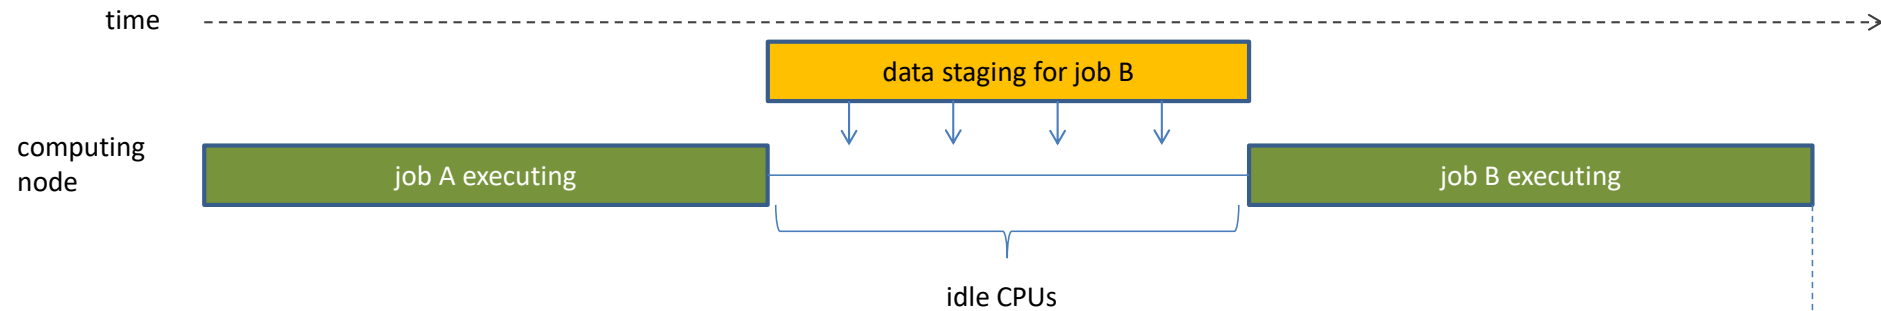 time
data staging for job B
computing
node
job A executing
job B executing
idle CPUs